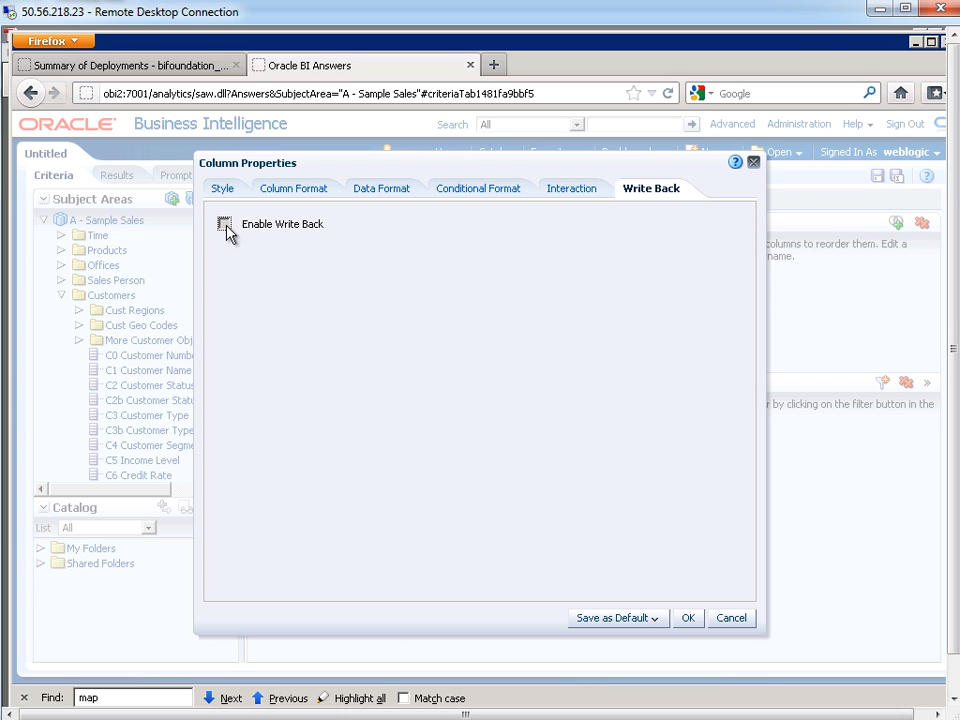 50.56.218.23 - Remote Desktop Connection
Firefox
Summary of Deployments - bifoundation_...
Oracle BI Answers
obi2:7001/analytics/saw.dll?Answers&SubjectArea="A - Sample Sales"#criteriaTab1481fa9bbf5
Google
ORACLE Business Intelligence
Search All Advanced Administration Help Sign Out
Untitled
Open Signed In As weblogic
Column Properties
Criteria Results Prompt
Style Column Format Data Format Conditional Format Interaction Write Back
Subject Areas
A - Sample Sales
Enable Write Back
Time
Products
Offices
Sales Person
Customers
Cust Regions
Cust Geo Codes
More Customer Obj
C0 Customer Numb
C1 Customer Name
C2 Customer Status
C2b Customer Statu
C3 Customer Type
C3b Customer Type
C4 Customer Segme
C5 Income Level
C6 Credit Rate
columns to reorder them. Edit a
name.
r by clicking on the filter button in the
Catalog
List All
My Folders
Shared Folders
Save as Default OK Cancel
Find: map Next Previous Highlight all Match case